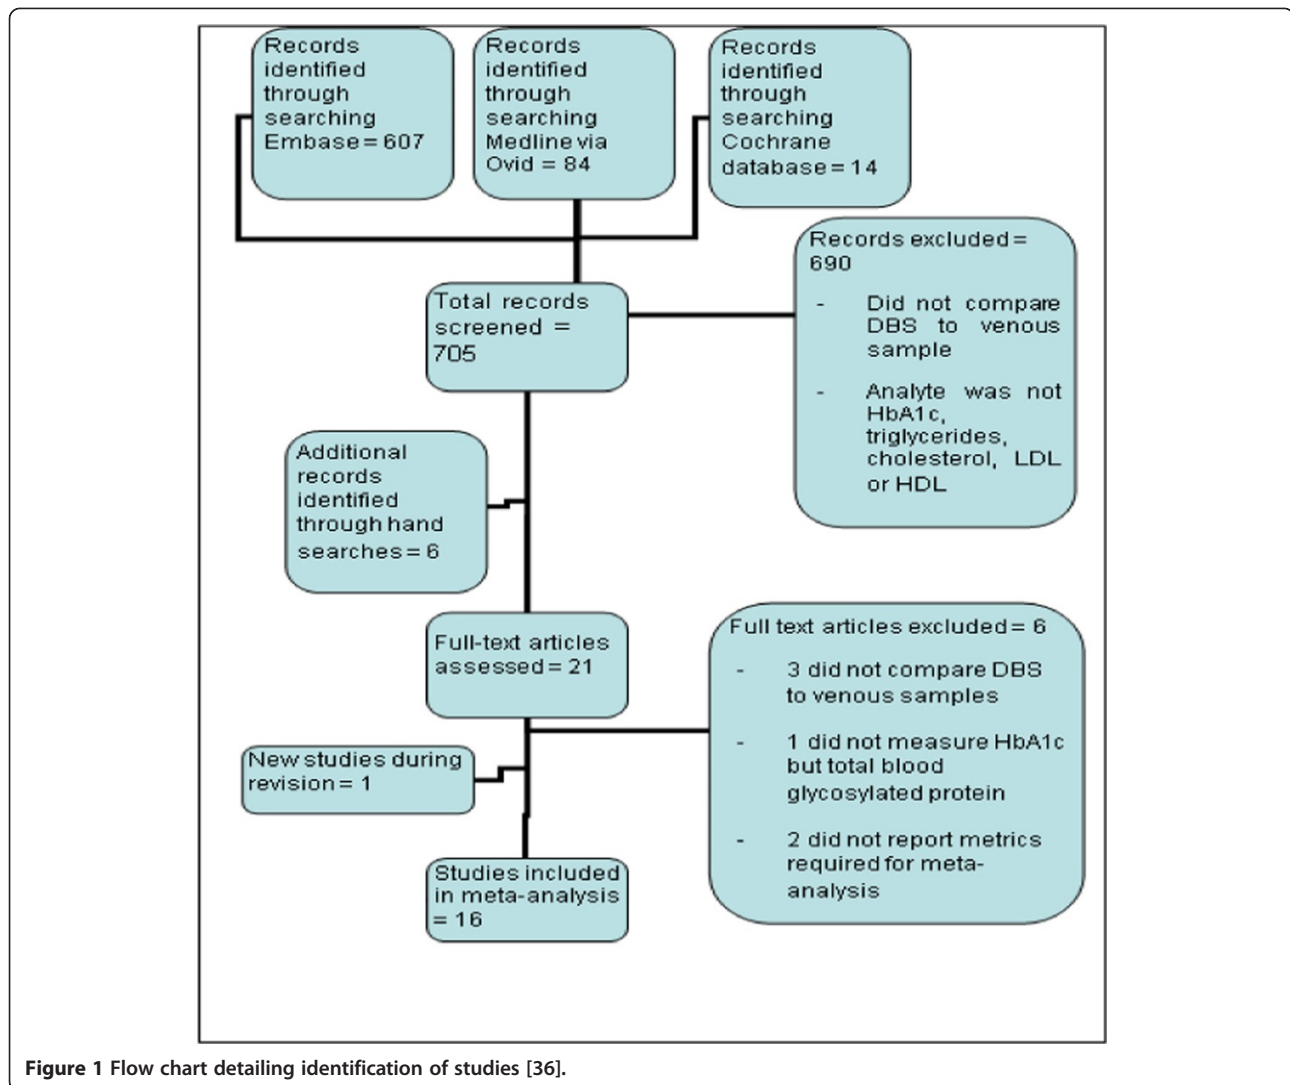 Records
identified
through
searching
Embase = 607
Records
identified
through
searching
Medline via
Ovid = 84
Records
identified
through
searching
Cochrane
database = 14
Records excluded =
690
- Did not compare
DBS to venous
sample
- Analyte was not
HbA1c,
triglycerides,
cholesterol, LDL
or HDL
Total records
screened =
705
Additional
records
identified
through hand
searches = 6
Full-text articles
assessed = 21
Full text articles excluded = 6
- 3 did not compare DBS
to venous samples
- 1 did not measure HbA1c
but total blood
glycosylated protein
- 2 did not report metrics
required for meta-
analysis
New studies during
revision = 1
Studies included
in meta-analysis
= 16
Figure 1 Flow chart detailing identification of studies [36].